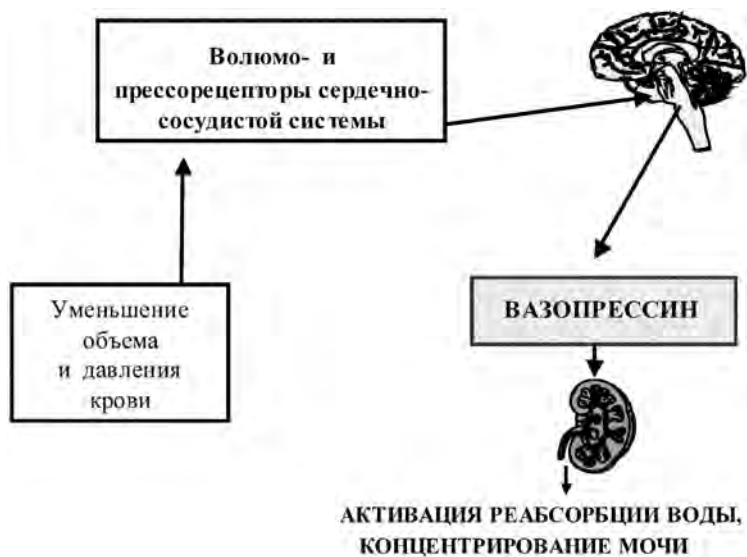 Волюмо- и
прессорецепторы сердечно-
сосудистой системы
Уменьшение
объема
и давления
крови
ВАЗОПРЕССИН
АКТИВАЦИЯ РЕАБСОРБЦИИ ВОДЫ,
КОНЦЕНТРИРОВАНИЕ МОЧИ